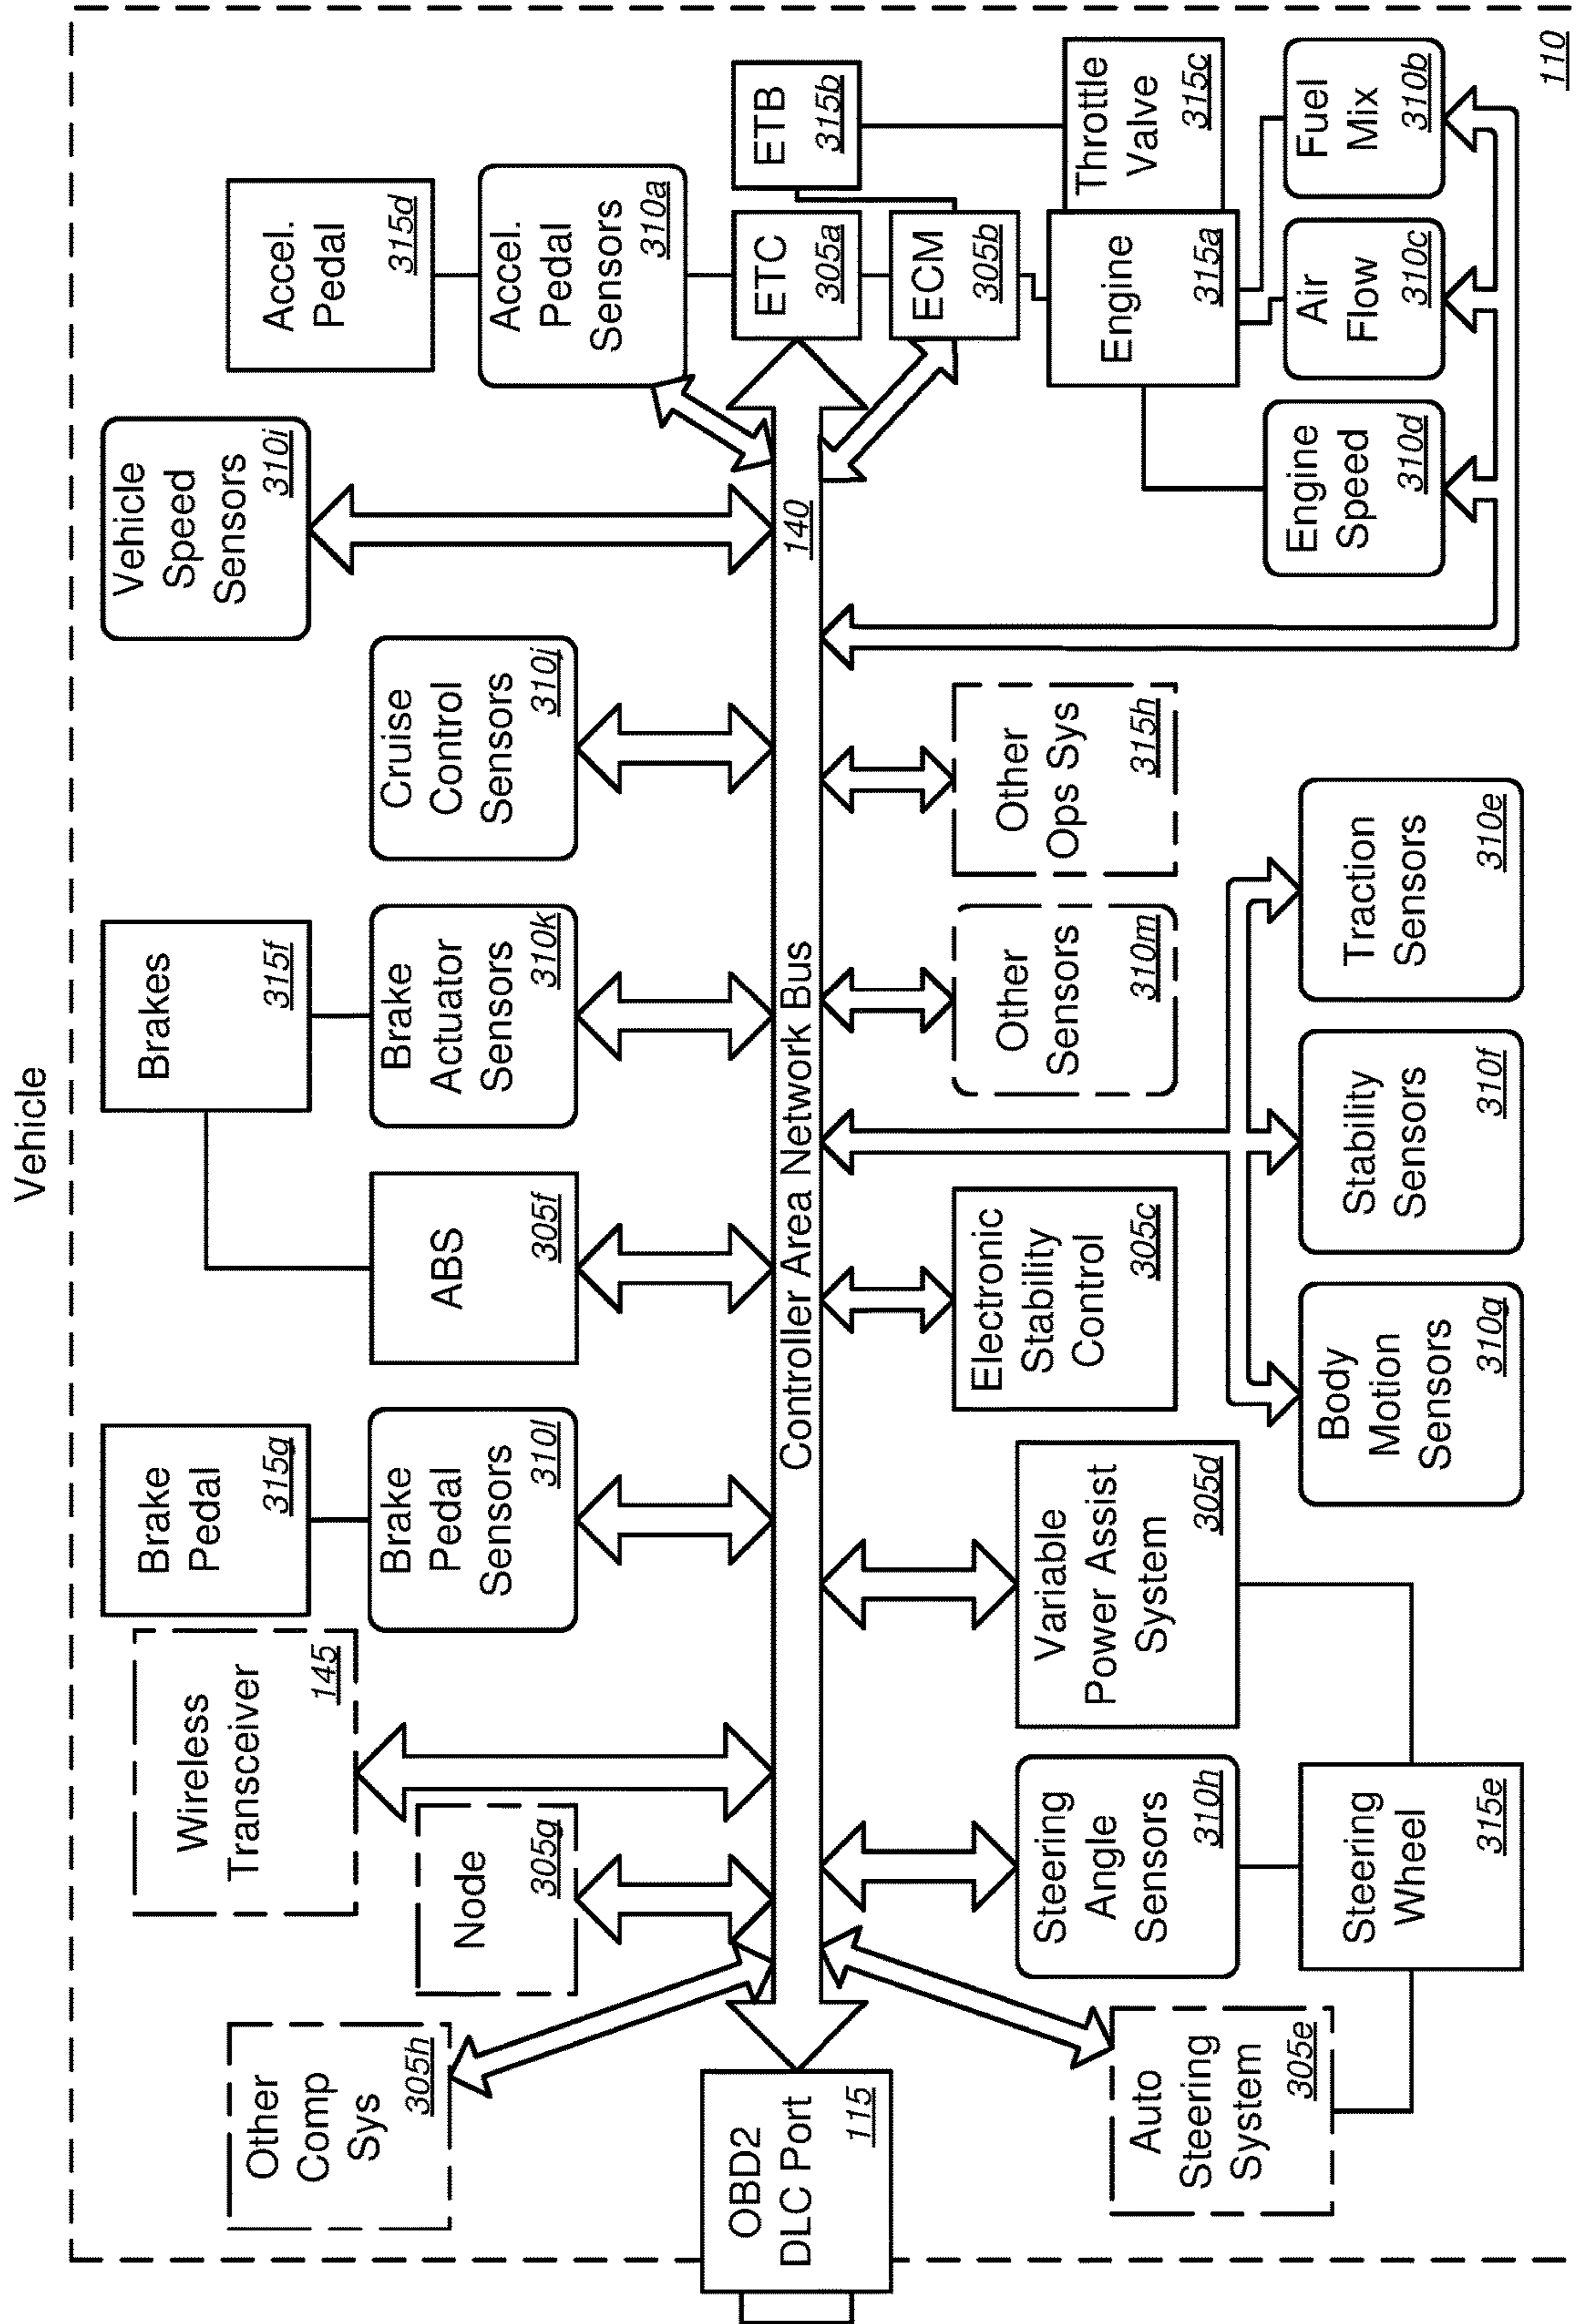 Vehicle
Other
Comp
Sys
305h
Wireless
Transceiver
145
Node
305g
Brake
Pedal
315g
Brake
Pedal
Sensors
310l
ABS
305f
Brakes
315f
Brake
Actuator
Sensors
310k
Cruise
Control
Sensors
310j
Vehicle
Speed
Sensors
310i
Accel.
Pedal
315d
Accel.
Pedal
Sensors
310a
OBD2
DLC Port
115
Controller Area Network Bus
140
ETC
305a
ETB
315b
ECM
305b
Auto
Steering
System
305e
Steering
Angle
Sensors
310h
Steering
Wheel
315e
Variable
Power Assist
System
305d
Electronic
Stability
Control
305c
Body
Motion
Sensors
310g
Stability
Sensors
310f
Traction
Sensors
310e
Other
Sensors
310m
Other
Ops Sys
315h
Engine
315a
Throttle
Valve
315c
Engine
Speed
310d
Air
Flow
310c
Fuel
Mix
310b
110